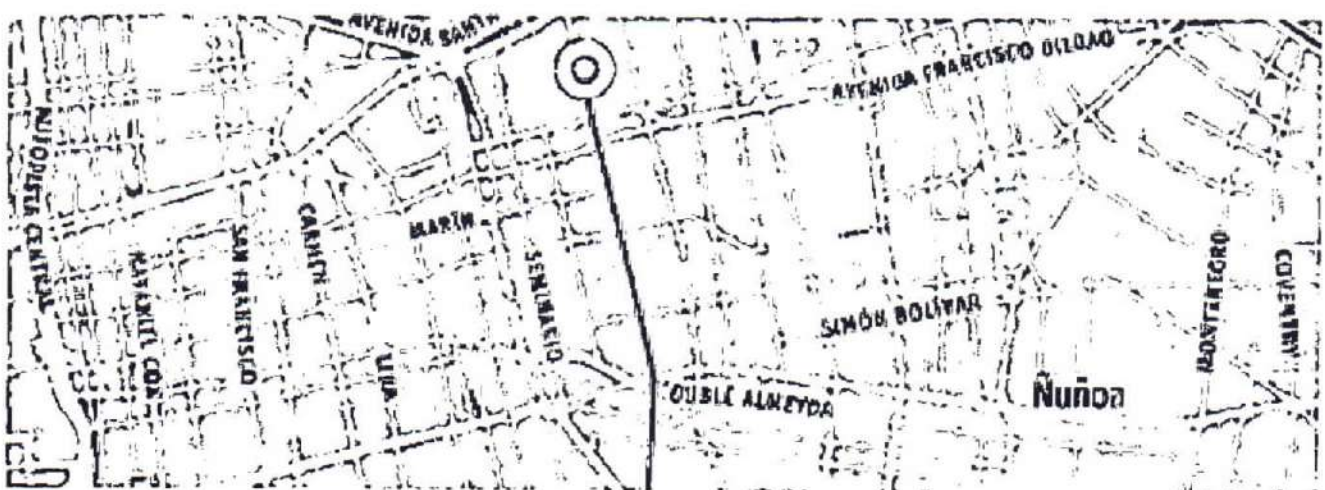 AVENIDA SANTA
AVENIDA FRANCISCO BILBAO
AUTOPISTA CENTRAL
CARMEN
MARÍN
SAN FRANCISCO
SEMINARIO
MONTENEGRO
COVENTRY
SIMÓN BOLÍVAR
LIRA
DUBLÉ ALMEYDA
Ñuñoa